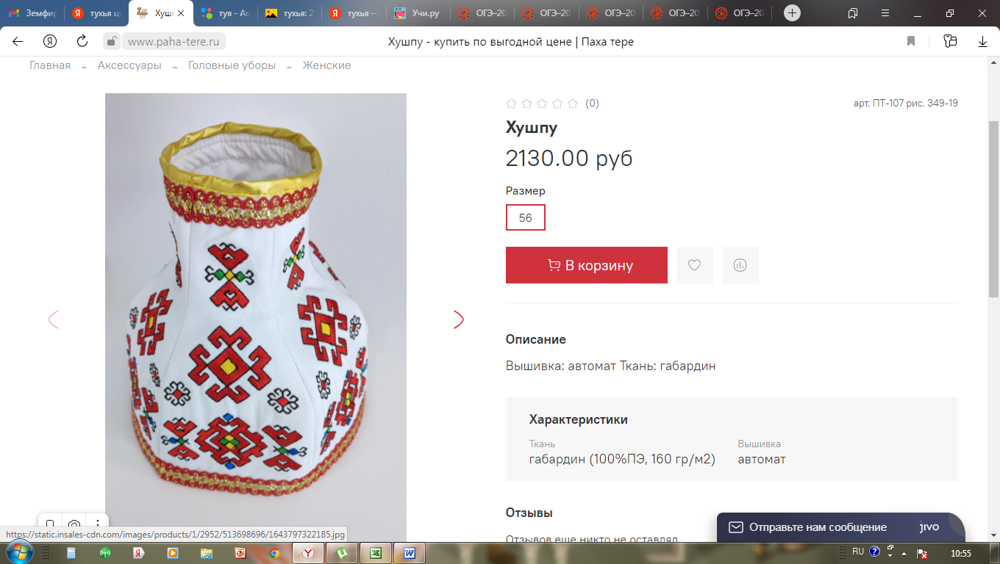 Земфир
тухья це
Хушп
туя - Ав
тухья: 2
тухья —
Учи.ру
ОГЭ–20
ОГЭ–20
ОГЭ–20
ОГЭ–20
ОГЭ–20
www.paha-tere.ru
Хушпу - купить по выгодной цене | Паха тере
Главная – Аксессуары – Головные уборы – Женские
(0)
арт. ПТ-107 рис. 349-19
Хушпу
2130.00 руб
Размер
56
В корзину
Описание
Вышивка: автомат Ткань: габардин
Характеристики
Ткань
габардин (100%ПЭ, 160 гр/м2)
Вышивка
автомат
Отзывы
Отзывов еще никто не оставлял
Отправьте нам сообщение
jivo
https://static.insales-cdn.com/images/products/1/2952/513698696/1643797322185.jpg
RU
10:55